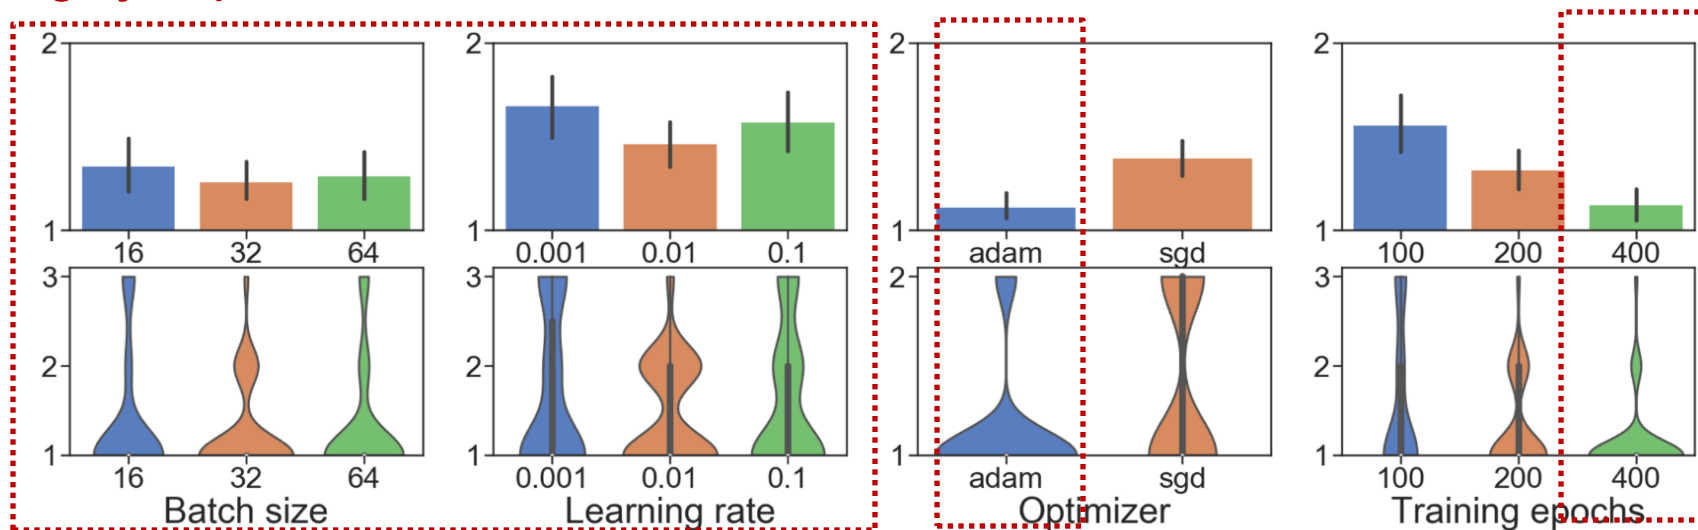 2 2 2 2
1 1 1 1
16 32 64 0.001 0.01 0.1 adam sgd 100 200 400
3 3 2 3
2 2 2
1 1 1 1
16 32 64 0.001 0.01 0.1 adam sgd 100 200 400
Batch size Learning rate Optimizer Training epochs